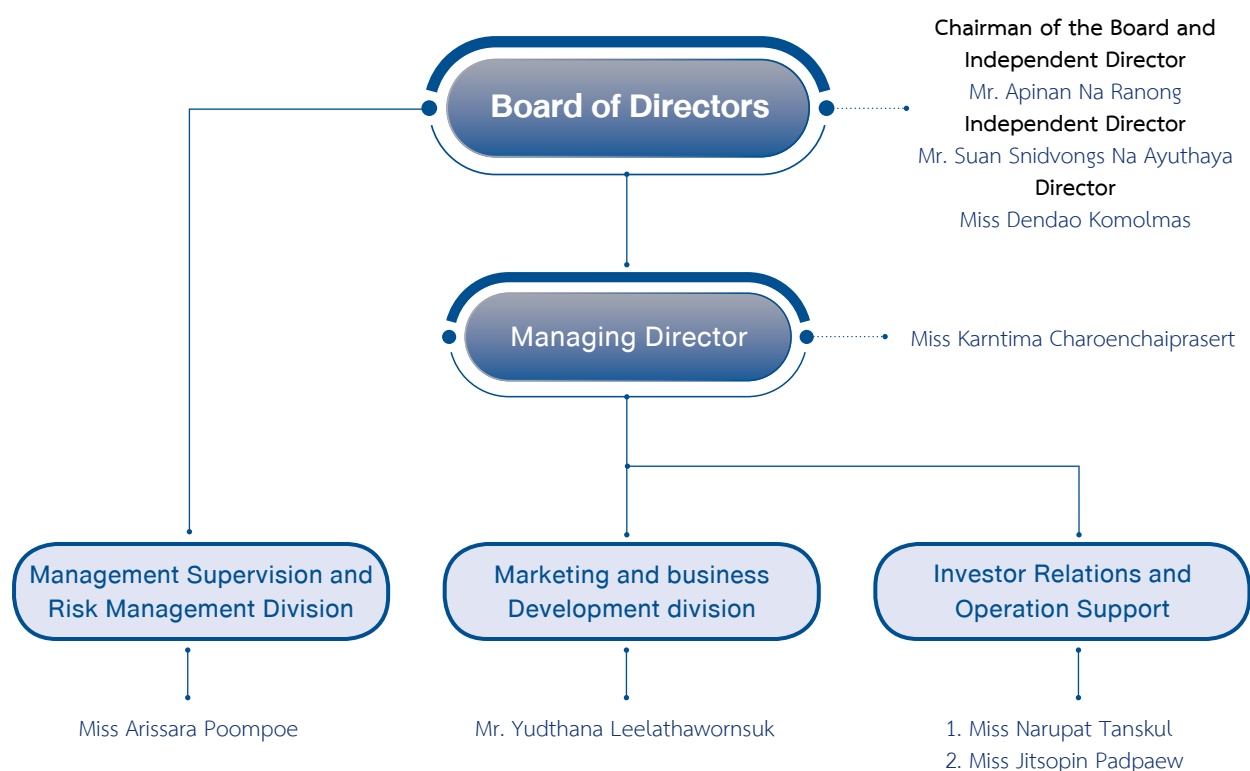 Board of Directors
Chairman of the Board and
Independent Director
Mr. Apinan Na Ranong
Independent Director
Mr. Suan Snidvongs Na Ayuthaya
Director
Miss Dendao Komolmas
Managing Director
Miss Karntima Charoenchaiprasert
Management Supervision and
Risk Management Division
Miss Arissara Poompoe
Marketing and business
Development division
Mr. Yudthana Leelathawornsuk
Investor Relations and
Operation Support
1. Miss Narupat Tanskul
2. Miss Jitsopin Padpaew